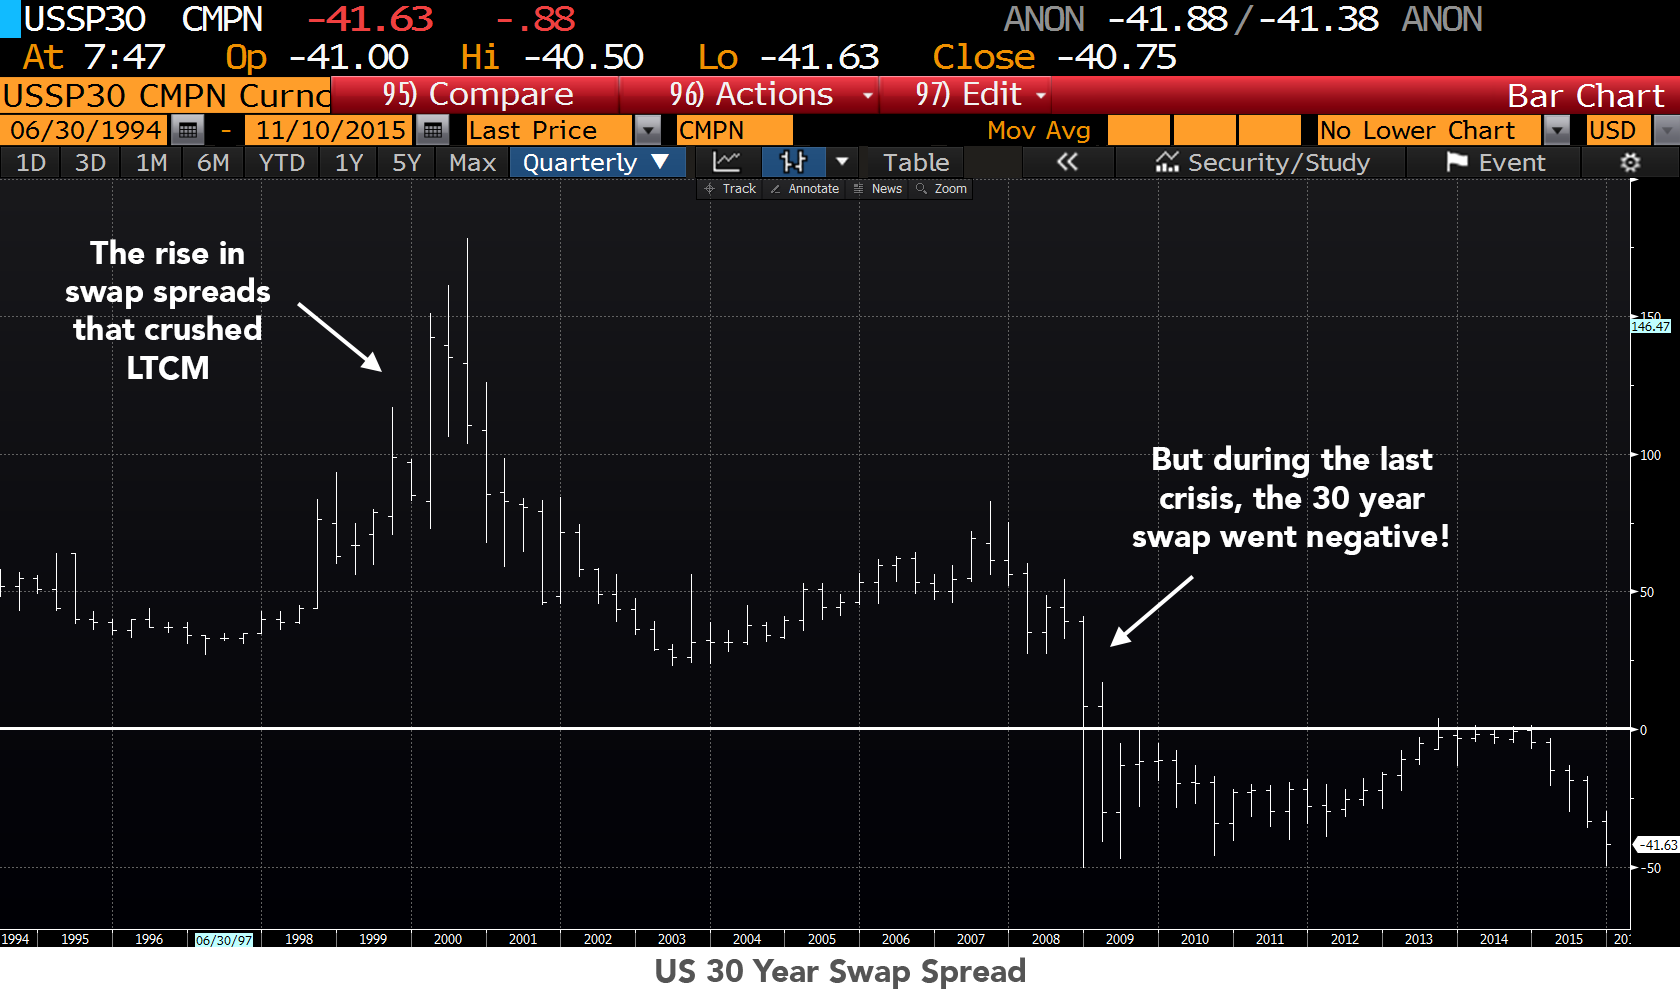 USSP30 CMPN -41.63 -.88 ANON -41.88/-41.38 ANON
At 7:47 Op -41.00 Hi -40.50 Lo -41.63 Close -40.75
USSP30 CMPN Curnc 95) Compare 96) Actions 97) Edit Bar Chart
06/30/1994 - 11/10/2015 Last Price CMPN Mov Avg No Lower Chart USD
1D 3D 1M 6M YTD 1Y 5Y Max Quarterly ▼ Table « Security/Study Event
Track Annotate News Zoom
The rise in
swap spreads
that crushed
LTCM
But during the last
crisis, the 30 year
swap went negative!
150
146.47
100
50
0
-41.63
-50
1994 1995 1996 06/30/97 1998 1999 2000 2001 2002 2003 2004 2005 2006 2007 2008 2009 2010 2011 2012 2013 2014 2015 201
US 30 Year Swap Spread